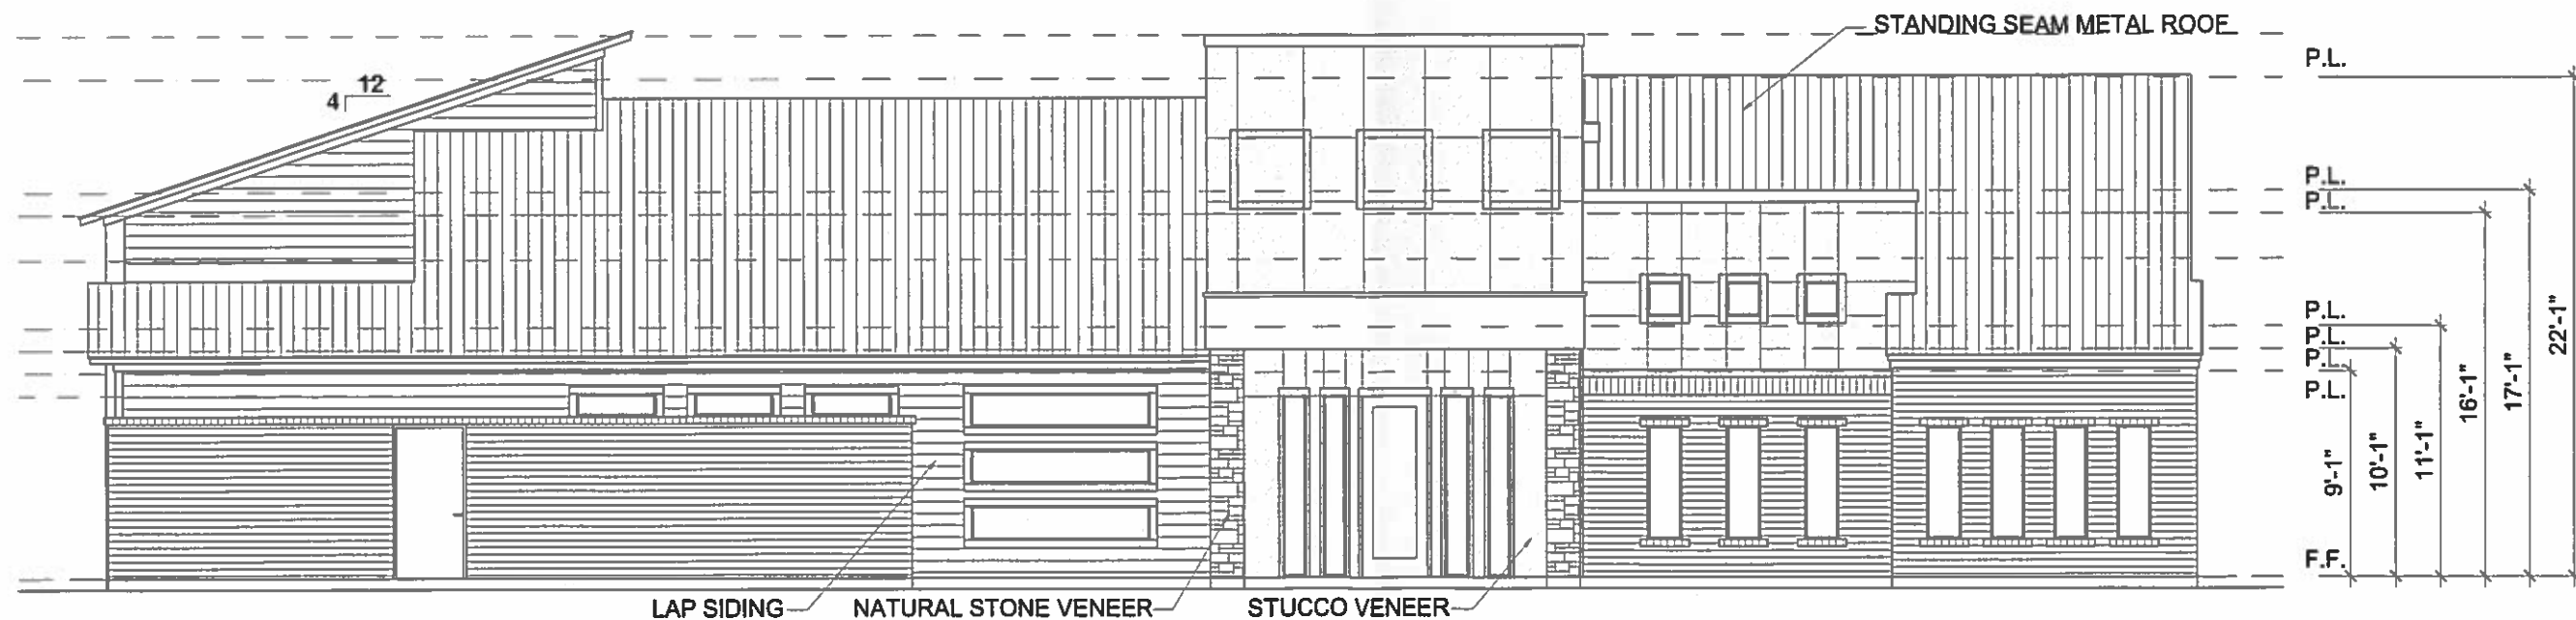 STANDING SEAM METAL ROOF
P.L.
12
4
P.L.
P.L.
P.L.
P.L.
P.L.
P.L.
F.F.
9'-1"
10'-1"
11'-1"
16'-1"
17'-1"
22'-1"
LAP SIDING
NATURAL STONE VENEER
STUCCO VENEER